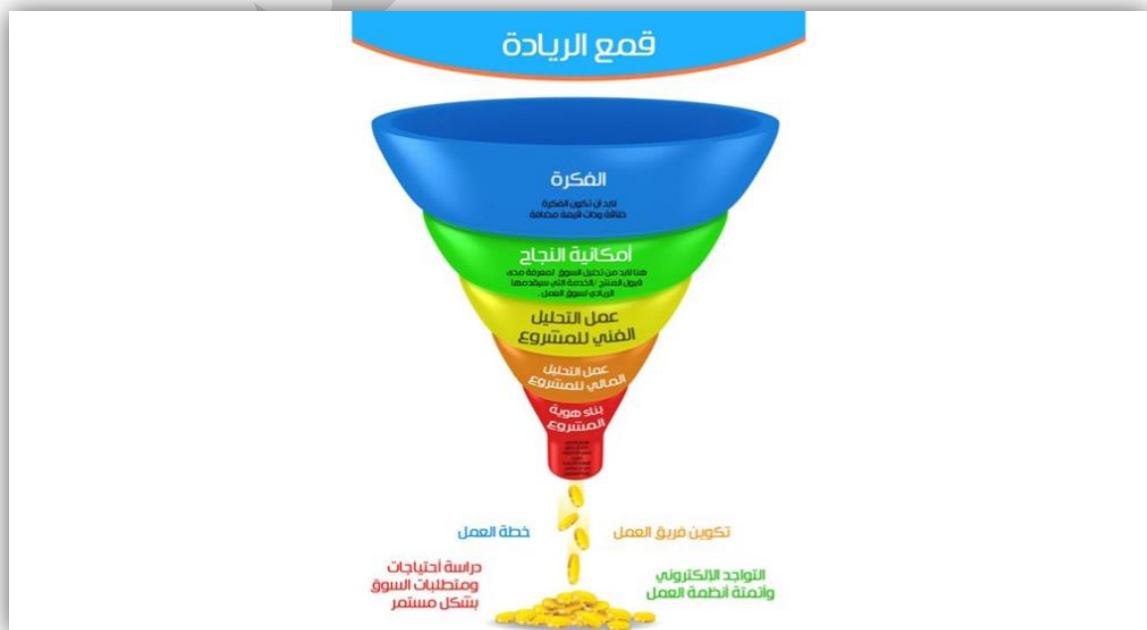 قمع الريادة
الفكرة
لابد أن تكون الفكرة
خلاقة وذات قيمة مضافة
أمكانية النجاح
هنا لابد من تحليل السوق لمعرفة مدى
قبول المنتج /الخدمة التي سيقدمها
الريادي لسوق العمل .
عمل التحليل
الفني للمشروع
عمل التحليل
المالي للمشروع
بناء هوية
المشروع
تكوين فريق العمل
خطة العمل
التواجد الإلكتروني
وأتمتة أنظمة العمل
دراسة أحتياجات
ومتطلبات السوق
بشكل مستمر